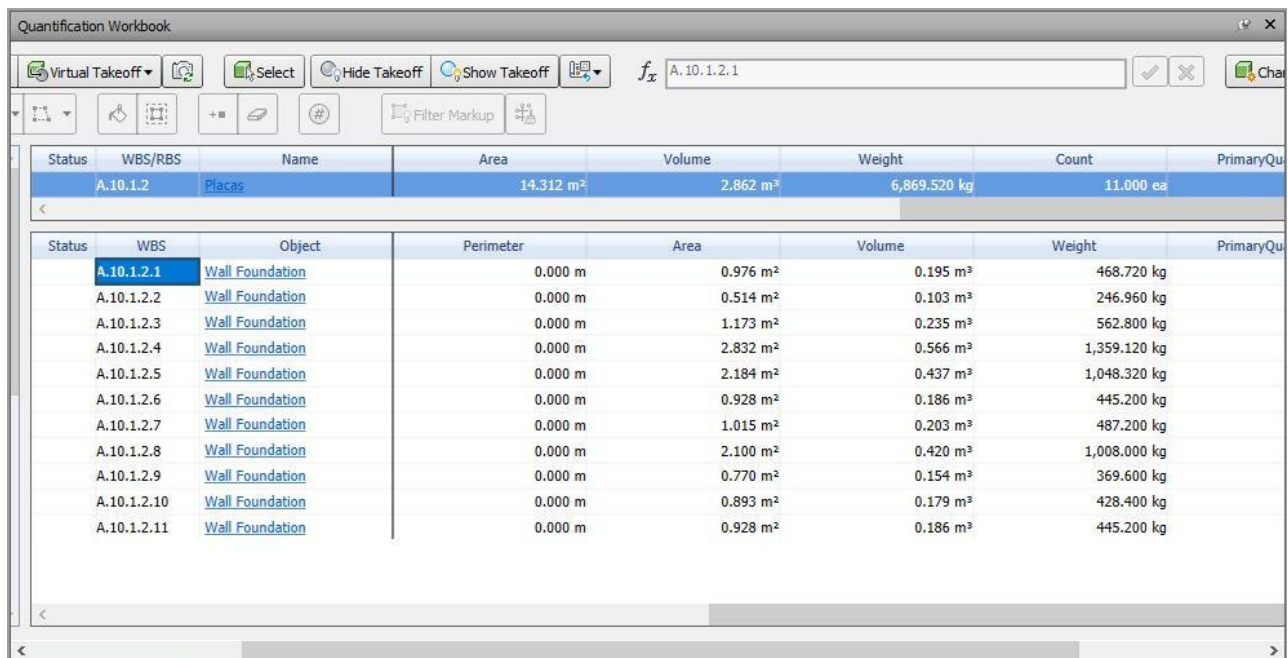 Quantification Workbook
Virtual Takeoff Select Hide Takeoff Show Takeoff fx A.10.1.2.1
Filter Markup
Status WBS/RBS Name Area Volume Weight Count
A.10.1.2 Placas 14.312 m² 2.862 m³ 6,869.520 kg 11.000 ea
Status WBS Object Perimeter Area Volume Weight
A.10.1.2.1 Wall Foundation 0.000 m 0.976 m² 0.195 m³ 468.720 kg
A.10.1.2.2 Wall Foundation 0.000 m 0.514 m² 0.103 m³ 246.960 kg
A.10.1.2.3 Wall Foundation 0.000 m 1.173 m² 0.235 m³ 562.800 kg
A.10.1.2.4 Wall Foundation 0.000 m 2.832 m² 0.566 m³ 1,359.120 kg
A.10.1.2.5 Wall Foundation 0.000 m 2.184 m² 0.437 m³ 1,048.320 kg
A.10.1.2.6 Wall Foundation 0.000 m 0.928 m² 0.186 m³ 445.200 kg
A.10.1.2.7 Wall Foundation 0.000 m 1.015 m² 0.203 m³ 487.200 kg
A.10.1.2.8 Wall Foundation 0.000 m 2.100 m² 0.420 m³ 1,008.000 kg
A.10.1.2.9 Wall Foundation 0.000 m 0.770 m² 0.154 m³ 369.600 kg
A.10.1.2.10 Wall Foundation 0.000 m 0.893 m² 0.179 m³ 428.400 kg
A.10.1.2.11 Wall Foundation 0.000 m 0.928 m² 0.186 m³ 445.200 kg